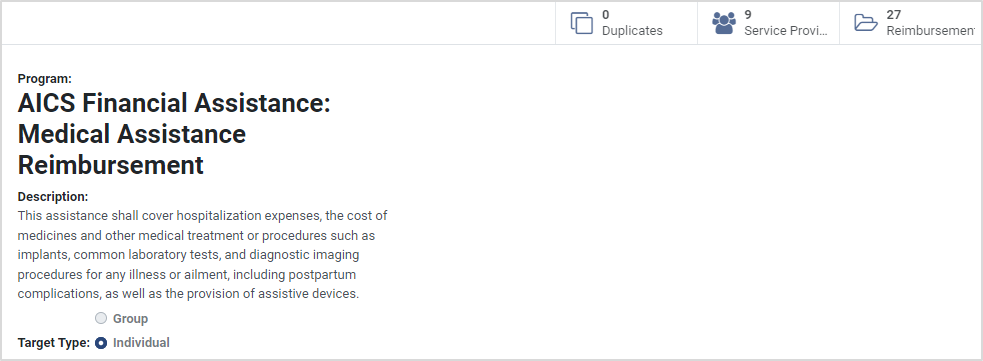 0
Duplicates
9
Service Provi...
27
Reimbursemen
Program:
AICS Financial Assistance:
Medical Assistance
Reimbursement
Description:
This assistance shall cover hospitalization expenses, the cost of
medicines and other medical treatment or procedures such as
implants, common laboratory tests, and diagnostic imaging
procedures for any illness or ailment, including postpartum
complications, as well as the provision of assistive devices.
Group
Target Type: Individual